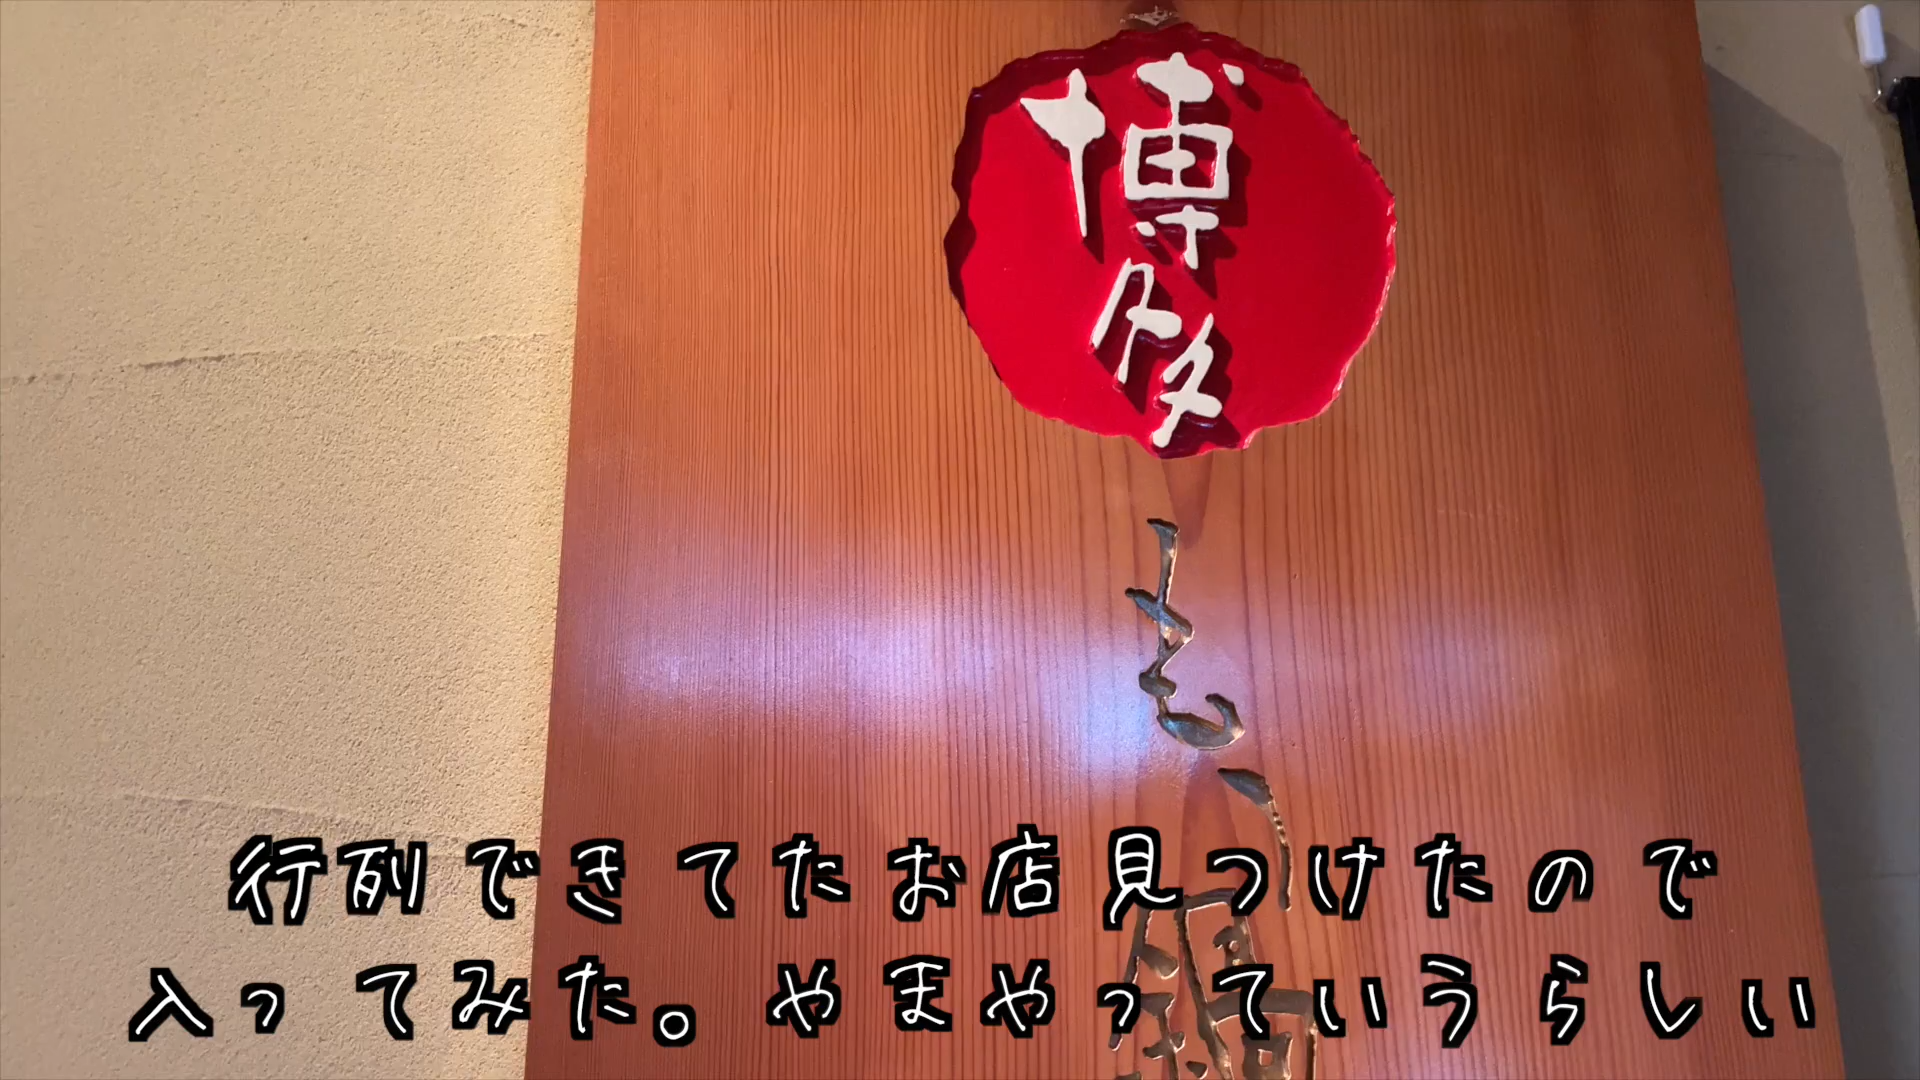 博多
もつ鍋
行列できてたお店見つけたので
入ってみた。やまやっていうらしい